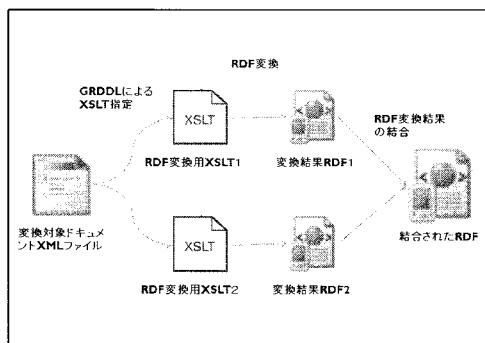 RDF変換
GRDDLによる
XSLT指定
XSLT
RDF変換用XSLT1
変換結果RDF1
RDF変換結果
の結合
変換対象ドキュメ
ントXMLファイル
結合されたRDF
XSLT
RDF変換用XSLT2
変換結果RDF2